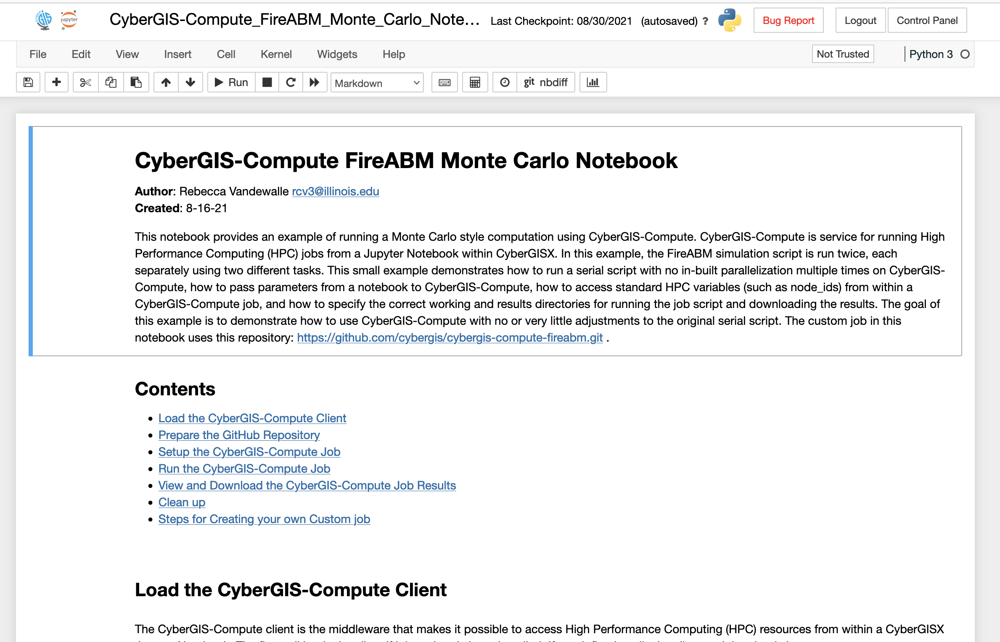 CYBER GIS jupyter CyberGIS-Compute_FireABM_Monte_Carlo_Note... Last Checkpoint: 08/30/2021 (autosaved) ? Bug Report Logout Control Panel
File Edit View Insert Cell Kernel Widgets Help Not Trusted Python 3
Run Markdown git nbdiff
CyberGIS-Compute FireABM Monte Carlo Notebook
Author: Rebecca Vandewalle rcv3@illinois.edu
Created: 8-16-21
This notebook provides an example of running a Monte Carlo style computation using CyberGIS-Compute. CyberGIS-Compute is service for running High
Performance Computing (HPC) jobs from a Jupyter Notebook within CyberGISX. In this example, the FireABM simulation script is run twice, each
separately using two different tasks. This small example demonstrates how to run a serial script with no in-built parallelization multiple times on CyberGIS-
Compute, how to pass parameters from a notebook to CyberGIS-Compute, how to access standard HPC variables (such as node_ids) from within a
CyberGIS-Compute job, and how to specify the correct working and results directories for running the job script and downloading the results. The goal of
this example is to demonstrate how to use CyberGIS-Compute with no or very little adjustments to the original serial script. The custom job in this
notebook uses this repository: https://github.com/cybergis/cybergis-compute-fireabm.git .
Contents
• Load the CyberGIS-Compute Client
• Prepare the GitHub Repository
• Setup the CyberGIS-Compute Job
• Run the CyberGIS-Compute Job
• View and Download the CyberGIS-Compute Job Results
• Clean up
• Steps for Creating your own Custom job
Load the CyberGIS-Compute Client
The CyberGIS-Compute client is the middleware that makes it possible to access High Performance Computing (HPC) resources from within a CyberGISX